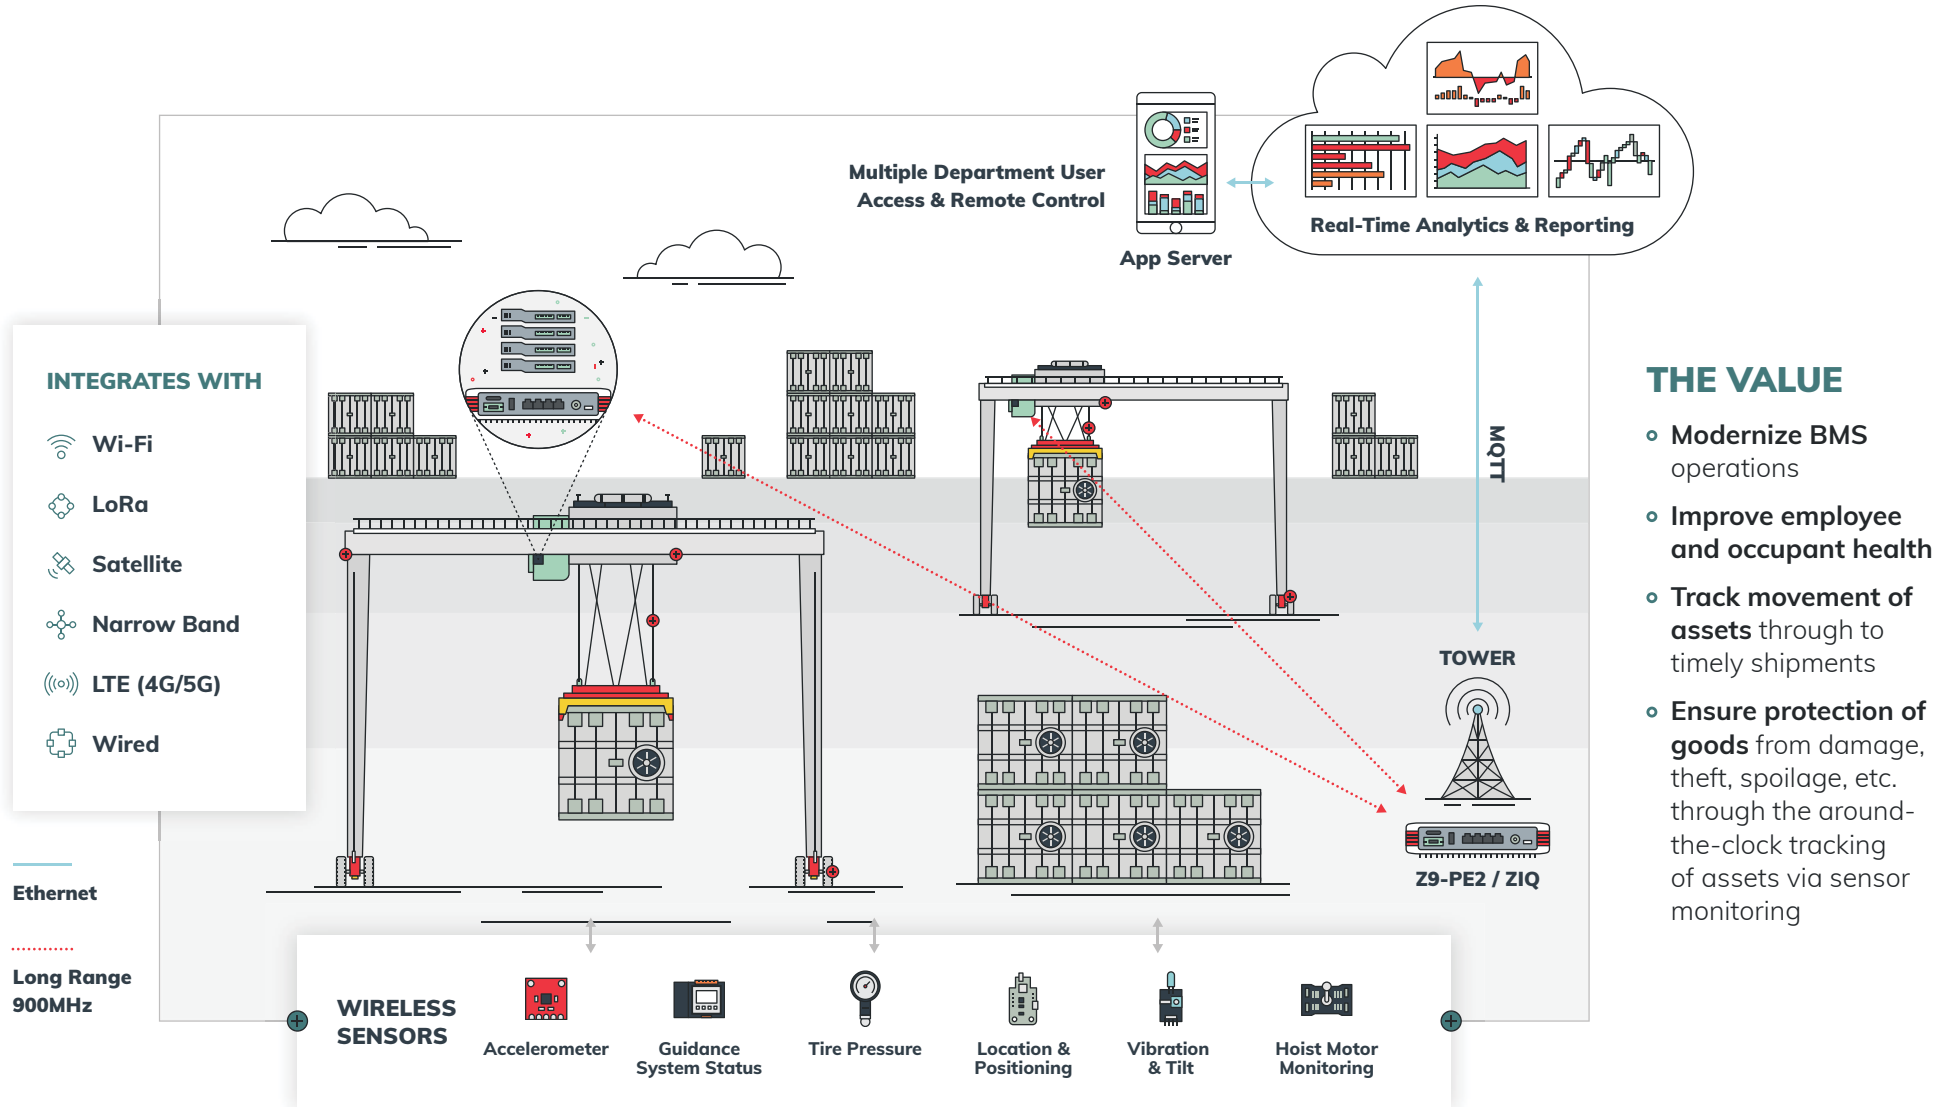 Multiple Department User
Access & Remote Control
App Server
Real-Time Analytics & Reporting
INTEGRATES WITH
Wi-Fi
LoRa
Satellite
Narrow Band
LTE (4G/5G)
Wired
Ethernet
Long Range
900MHz
MQTT
TOWER
Z9-PE2 / ZIQ
THE VALUE
Modernize BMS
operations
Improve employee
and occupant health
Track movement of
assets through to
timely shipments
Ensure protection of
goods from damage,
theft, spoilage, etc.
through the around-
the-clock tracking
of assets via sensor
monitoring
WIRELESS
SENSORS
Accelerometer
Guidance
System Status
Tire Pressure
Location &
Positioning
Vibration
& Tilt
Hoist Motor
Monitoring